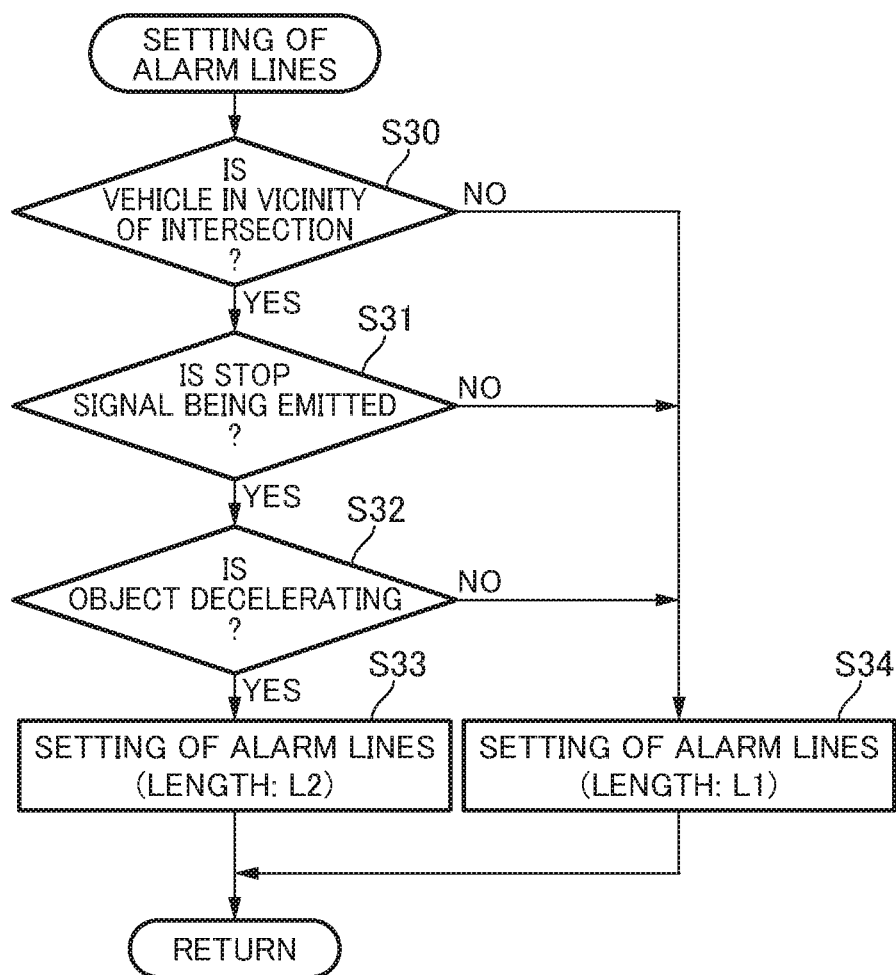 SETTING OF
ALARM LINES
S30
IS
VEHICLE IN VICINITY
OF INTERSECTION
?
NO
YES
S31
IS STOP
SIGNAL BEING EMITTED
?
NO
YES
S32
IS
OBJECT DECELERATING
?
NO
YES
S33
SETTING OF ALARM LINES
(LENGTH: L2)
S34
SETTING OF ALARM LINES
(LENGTH: L1)
RETURN